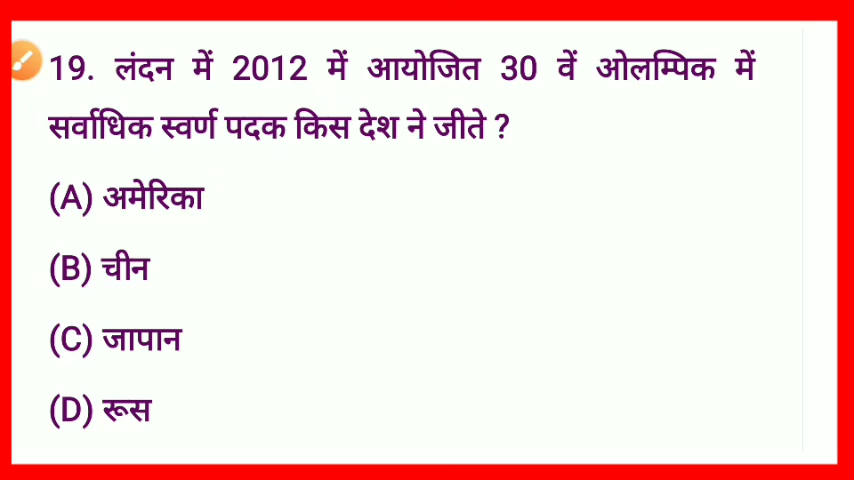 19. लंदन में 2012 में आयोजित 30 वें ओलम्पिक में
सर्वाधिक स्वर्ण पदक किस देश ने जीते ?
(A) अमेरिका
(B) चीन
(C) जापान
(D) रूस